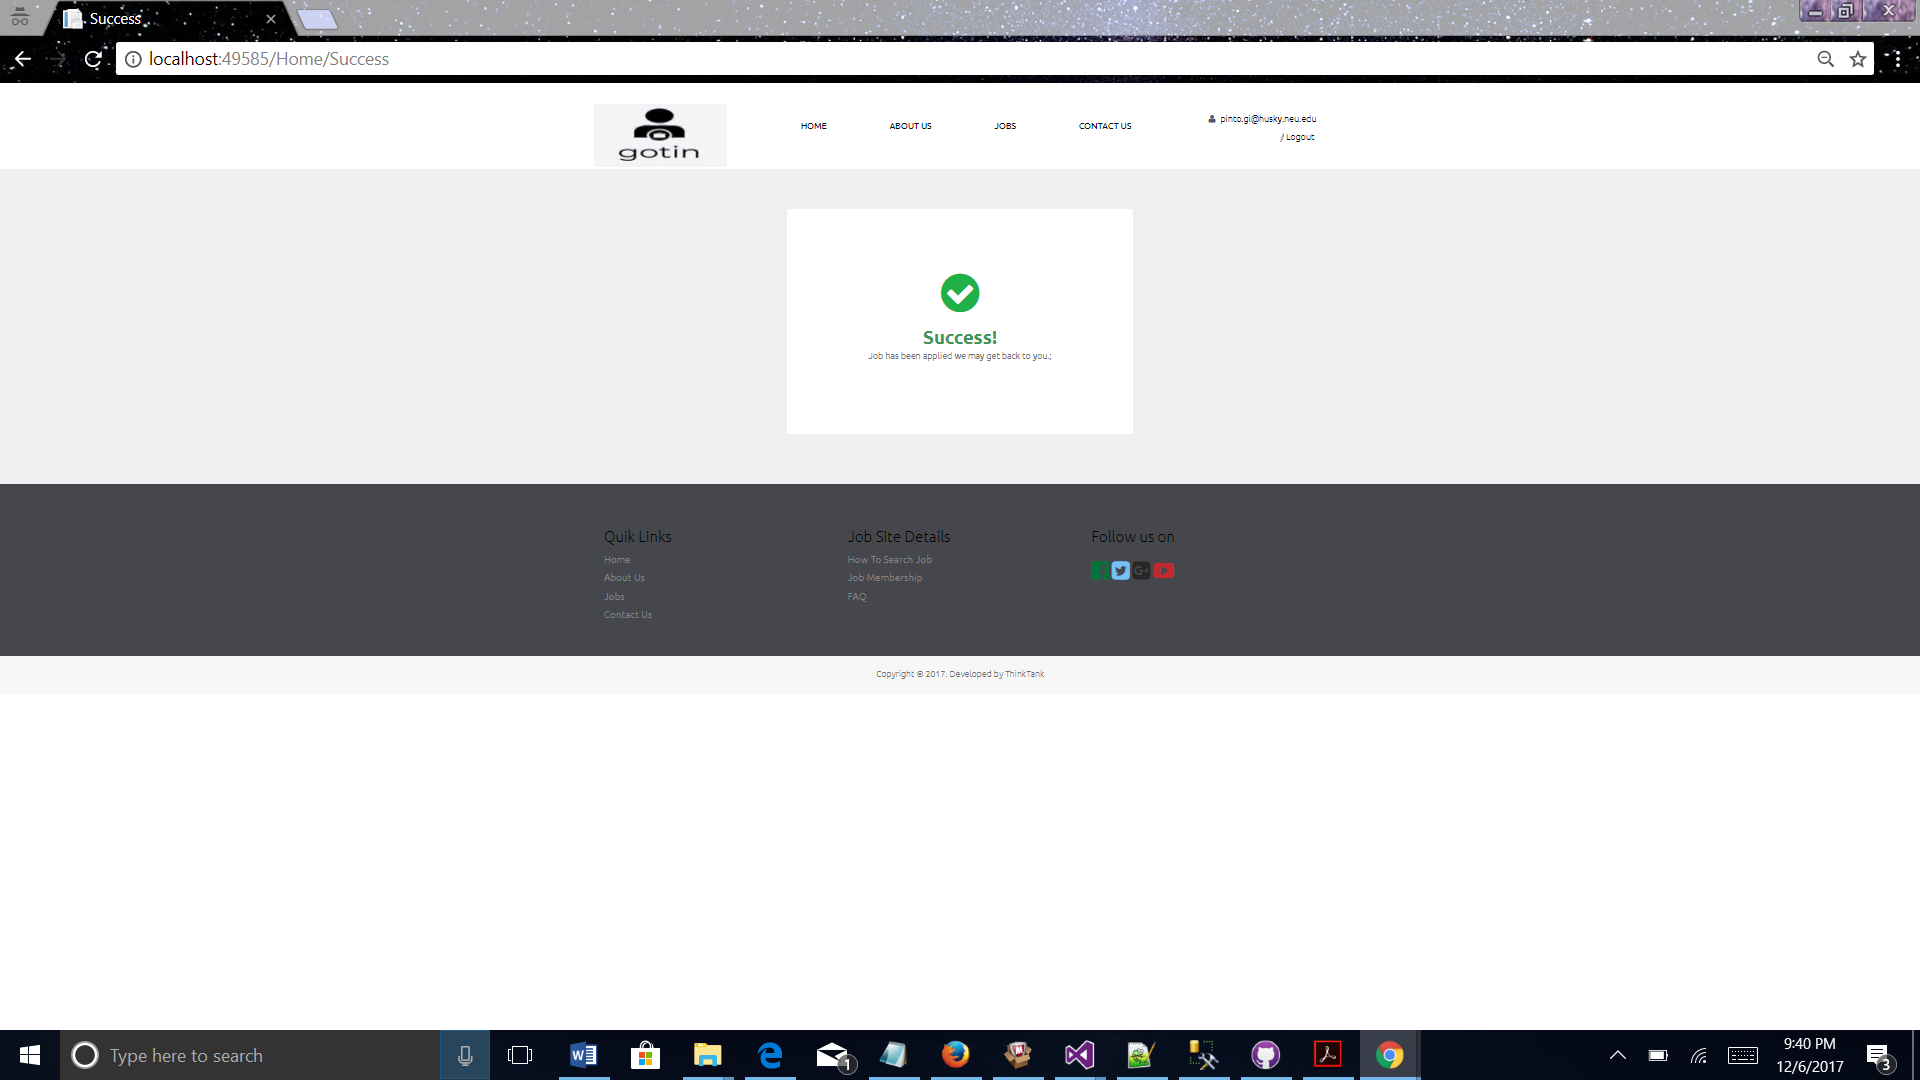 Success
localhost:49585/Home/Success
gotin
HOME
ABOUT US
JOBS
CONTACT US
pinto.gi@husky.neu.edu
/ Logout
Success!
Job has been applied we may get back to you.;
Quik Links
Home
About Us
Jobs
Contact Us
Job Site Details
How To Search Job
Job Membership
FAQ
Follow us on
Copyright © 2017. Developed by ThinkTank
Type here to search
1
9:40 PM
12/6/2017
3